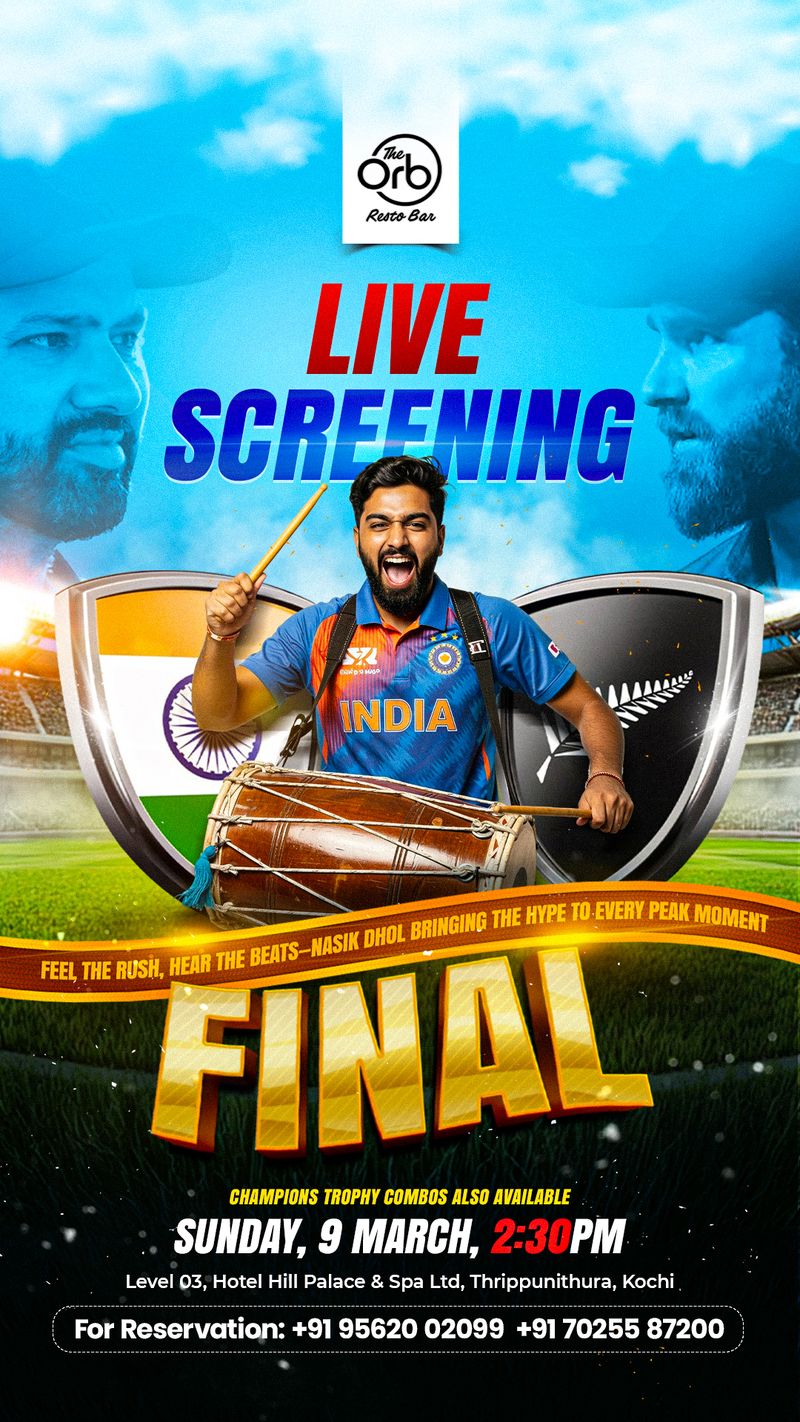 The
Orb
Resto Bar
LIVE
SCREENING
INDIA
FEEL THE RUSH, HEAR THE BEATS–NASIK DHOL BRINGING THE HYPE TO EVERY PEAK MOMENT
FINAL
CHAMPIONS TROPHY COMBOS ALSO AVAILABLE
SUNDAY, 9 MARCH, 2:30PM
Level 03, Hotel Hill Palace & Spa Ltd, Thrippunithura, Kochi
For Reservation: +91 95620 02099 +91 70255 87200